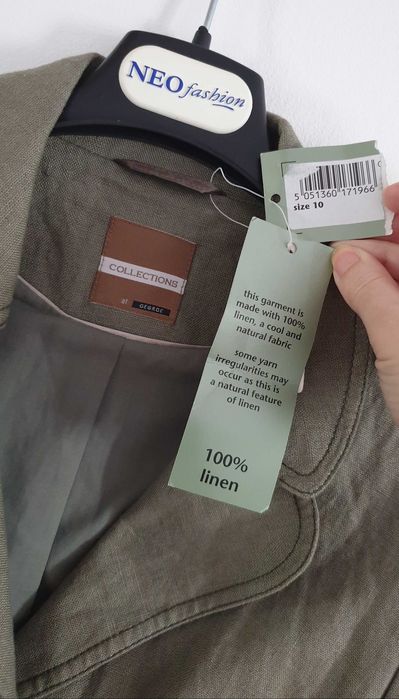 NEO fashion
5 051360 171966
size 10
COLLECTIONS
at GEORGE
this garment is
made with 100%
linen, a cool and
natural fabric
some yarn
irregularities may
occur as this is
a natural feature
of linen
100%
linen